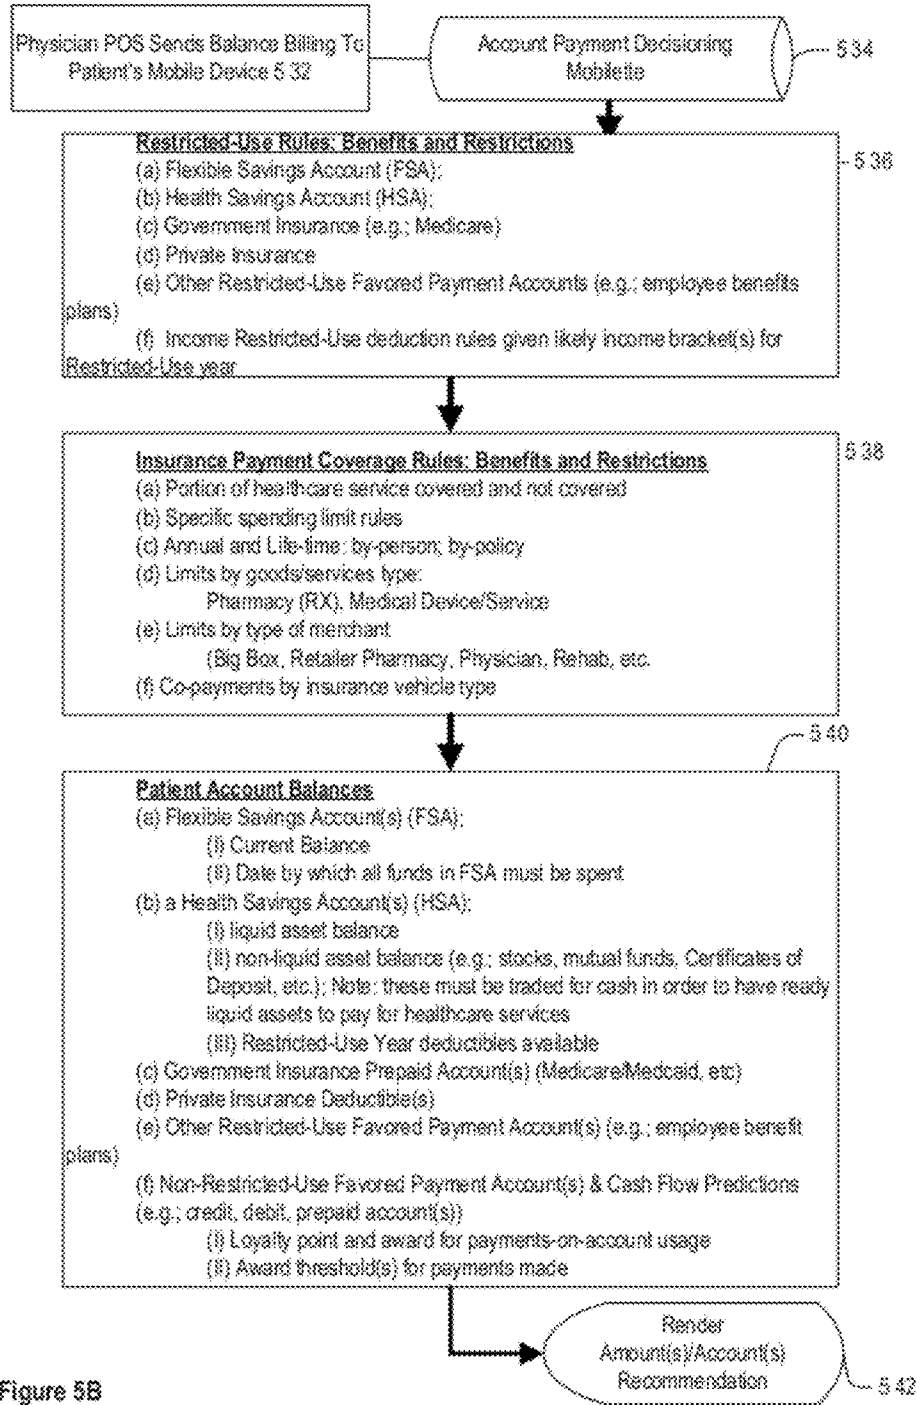 Physician POS Sends Balance Billing To
Patient's Mobile Device 5 32
Account Payment Decisioning
Mobilette
5 34
Restricted-Use Rules: Benefits and Restrictions
(a) Flexible Savings Account (FSA);
(b) Health Savings Account (HSA);
(c) Government Insurance (e.g.; Medicare)
(d) Private Insurance
(e) Other Restricted-Use Favored Payment Accounts (e.g.; employee benefits
plans)
(f) Income Restricted-Use deduction rules given likely income bracket(s) for
Restricted-Use year
5 36
Insurance Payment Coverage Rules: Benefits and Restrictions
(a) Portion of healthcare service covered and not covered
(b) Specific spending limit rules
(c) Annual and Life-time: by-person; by-policy
(d) Limits by goods/services type:
Pharmacy (RX), Medical Device/Service
(e) Limits by type of merchant
(Big Box, Retailer Pharmacy, Physician, Rehab, etc.
(f) Co-payments by insurance vehicle type
5 38
5 40
Patient Account Balances
(a) Flexible Savings Account(s) (FSA);
(i) Current Balance
(ii) Date by which all funds in FSA must be spent
(b) a Health Savings Account(s) (HSA);
(i) liquid asset balance
(ii) non-liquid asset balance (e.g.; stocks, mutual funds, Certificates of
Deposit, etc.); Note: these must be traded for cash in order to have ready
liquid assets to pay for healthcare services
(iii) Restricted-Use Year deductibles available
(c) Government Insurance Prepaid Account(s) (Medicare/Medcaid, etc)
(d) Private Insurance Deductible(s)
(e) Other Restricted-Use Favored Payment Account(s) (e.g.; employee benefit
plans)
(f) Non-Restricted-Use Favored Payment Account(s) & Cash Flow Predictions
(e.g.; credit, debit, prepaid account(s))
(i) Loyalty point and award for payments-on-account usage
(ii) Award threshold(s) for payments made
Render
Amount(s)/Account(s)
Recommendation
5 42
Figure 5B